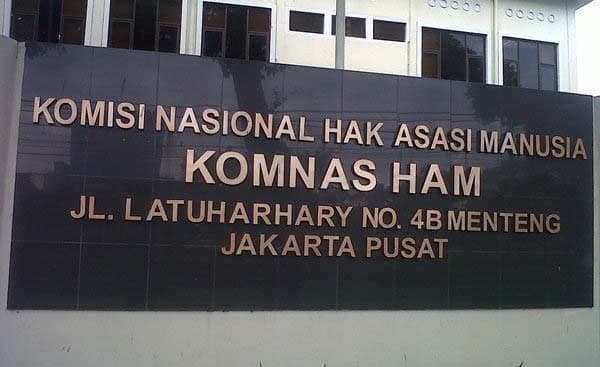 KOMISI NASIONAL HAK ASASI MANUSIA
KOMNAS HAM
JL. LATUHARHARY NO. 4B MENTENG
JAKARTA PUSAT